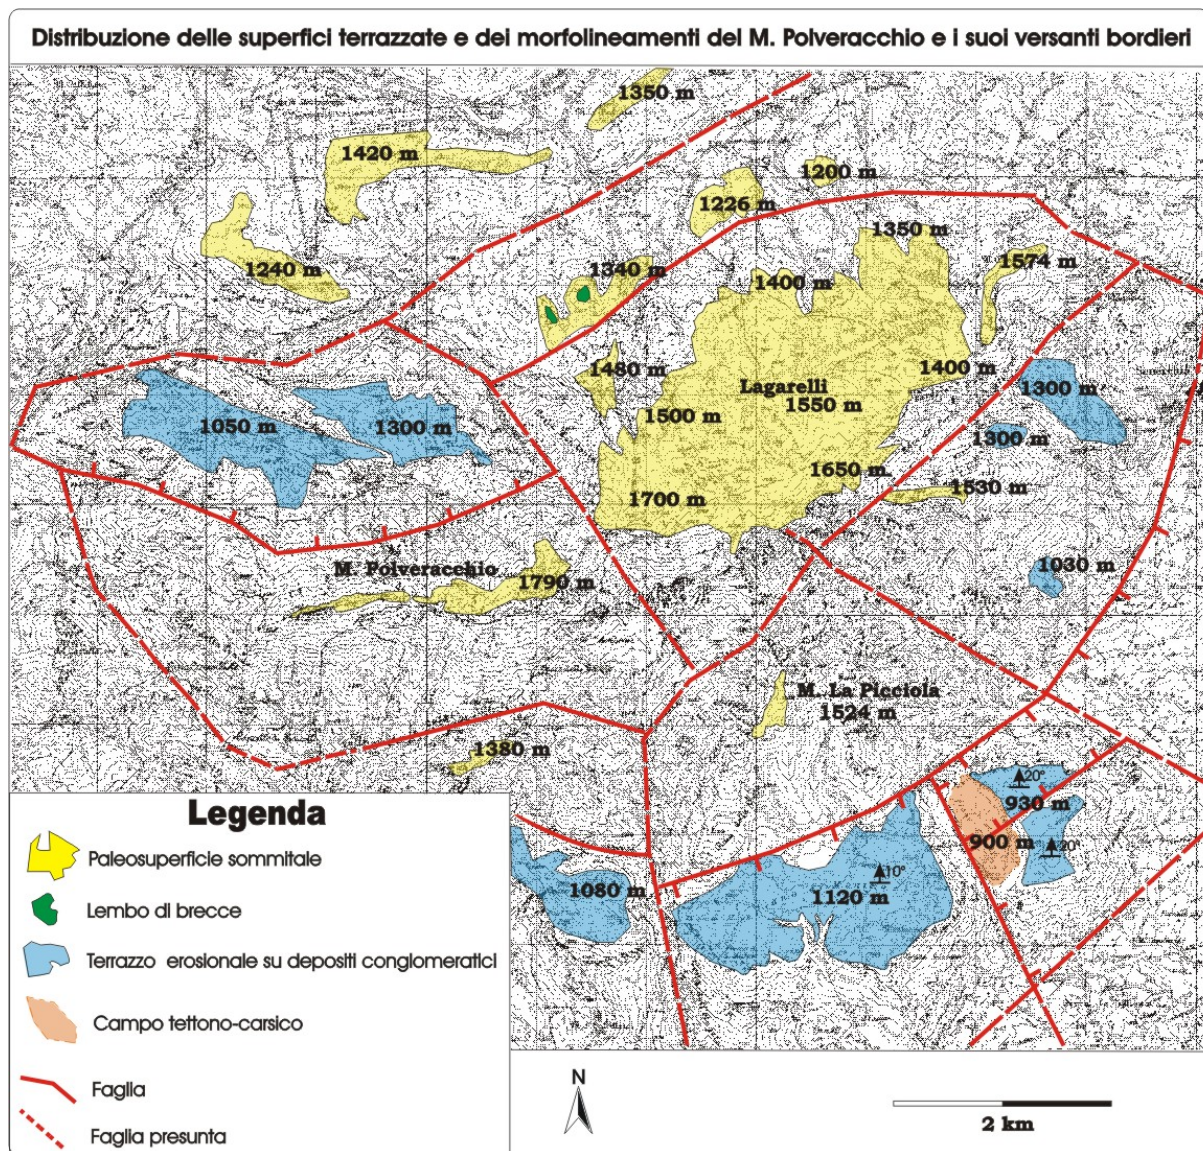 Distribuzione delle superfici terrazzate e dei morfolineamenti del M. Polveracchio e i suoi versanti bordieri
1350 m
1420 m
1200 m
1226 m
1350 m
1240 m
1340 m
1574 m
1400 m
1480 m
1400 m
Lagarelli
1550 m
1300 m
1500 m
1050 m
1300 m
1300 m
1650 m
1530 m
1700 m
M. Polveracchio
1790 m
1030 m
M. La Picciola
1524 m
1380 m
20°
930 m
900 m
20°
1080 m
10°
1120 m
Legenda
Paleosuperficie sommitale
Lembo di brecce
Terrazzo erosionale su depositi conglomeratici
Campo tettono-carsico
Faglia
Faglia presunta
N
2 km